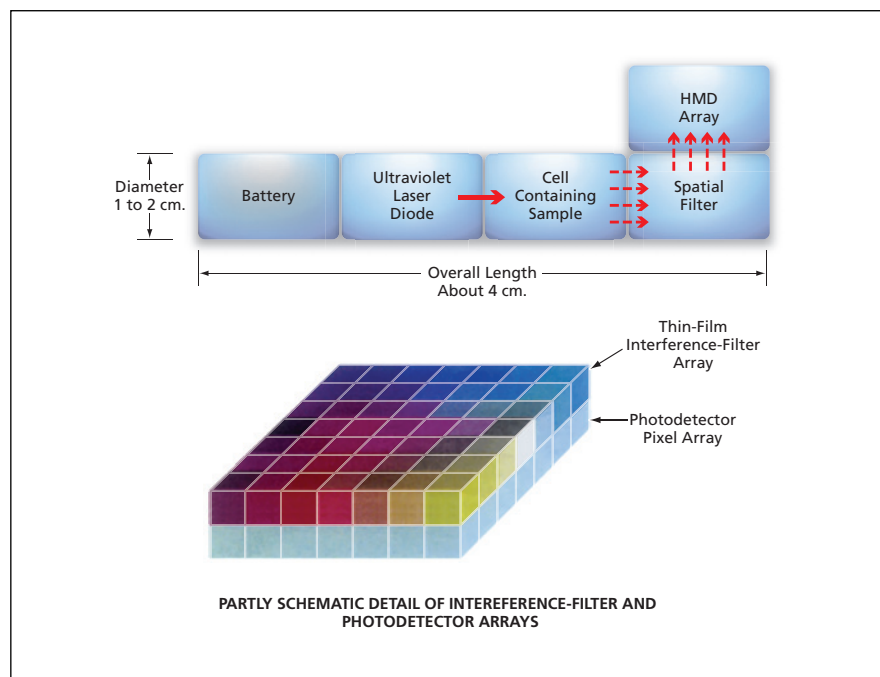 HMD
Array
Diameter
1 to 2 cm.
Battery
Ultraviolet
Laser
Diode
Cell
Containing
Sample
Spatial
Filter
Overall Length
About 4 cm.
Thin-Film
Interference-Filter
Array
Photodetector
Pixel Array
PARTLY SCHEMATIC DETAIL OF INTEREFERENCE-FILTER AND
PHOTODETECTOR ARRAYS